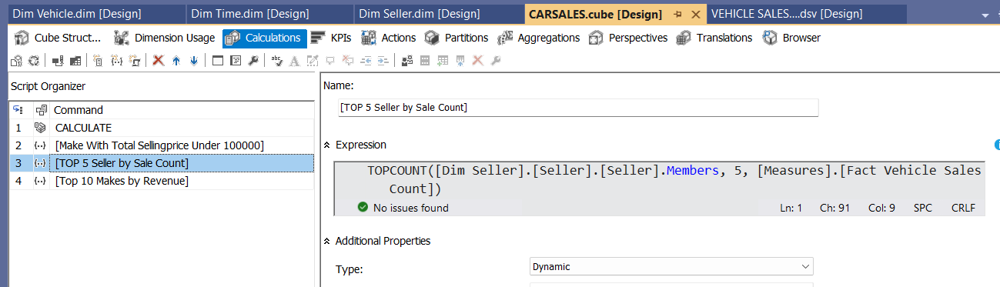 Dim Vehicle.dim [Design]
Dim Time.dim [Design]
Dim Seller.dim [Design]
CARSALES.cube [Design]
VEHICLE SALES....dsv [Design]
Cube Struct...
Dimension Usage
Calculations
KPIs
Actions
Partitions
Aggregations
Perspectives
Translations
Browser
Script Organizer
Command
1 CALCULATE
2 [Make With Total Sellingprice Under 100000]
3 [TOP 5 Seller by Sale Count]
4 [Top 10 Makes by Revenue]
Name:
[TOP 5 Seller by Sale Count]
Expression
TOPCOUNT([Dim Seller].[Seller].[Seller].Members, 5, [Measures].[Fact Vehicle Sales
Count])
No issues found
Ln: 1 Ch: 91 Col: 9 SPC CRLF
Additional Properties
Type:
Dynamic